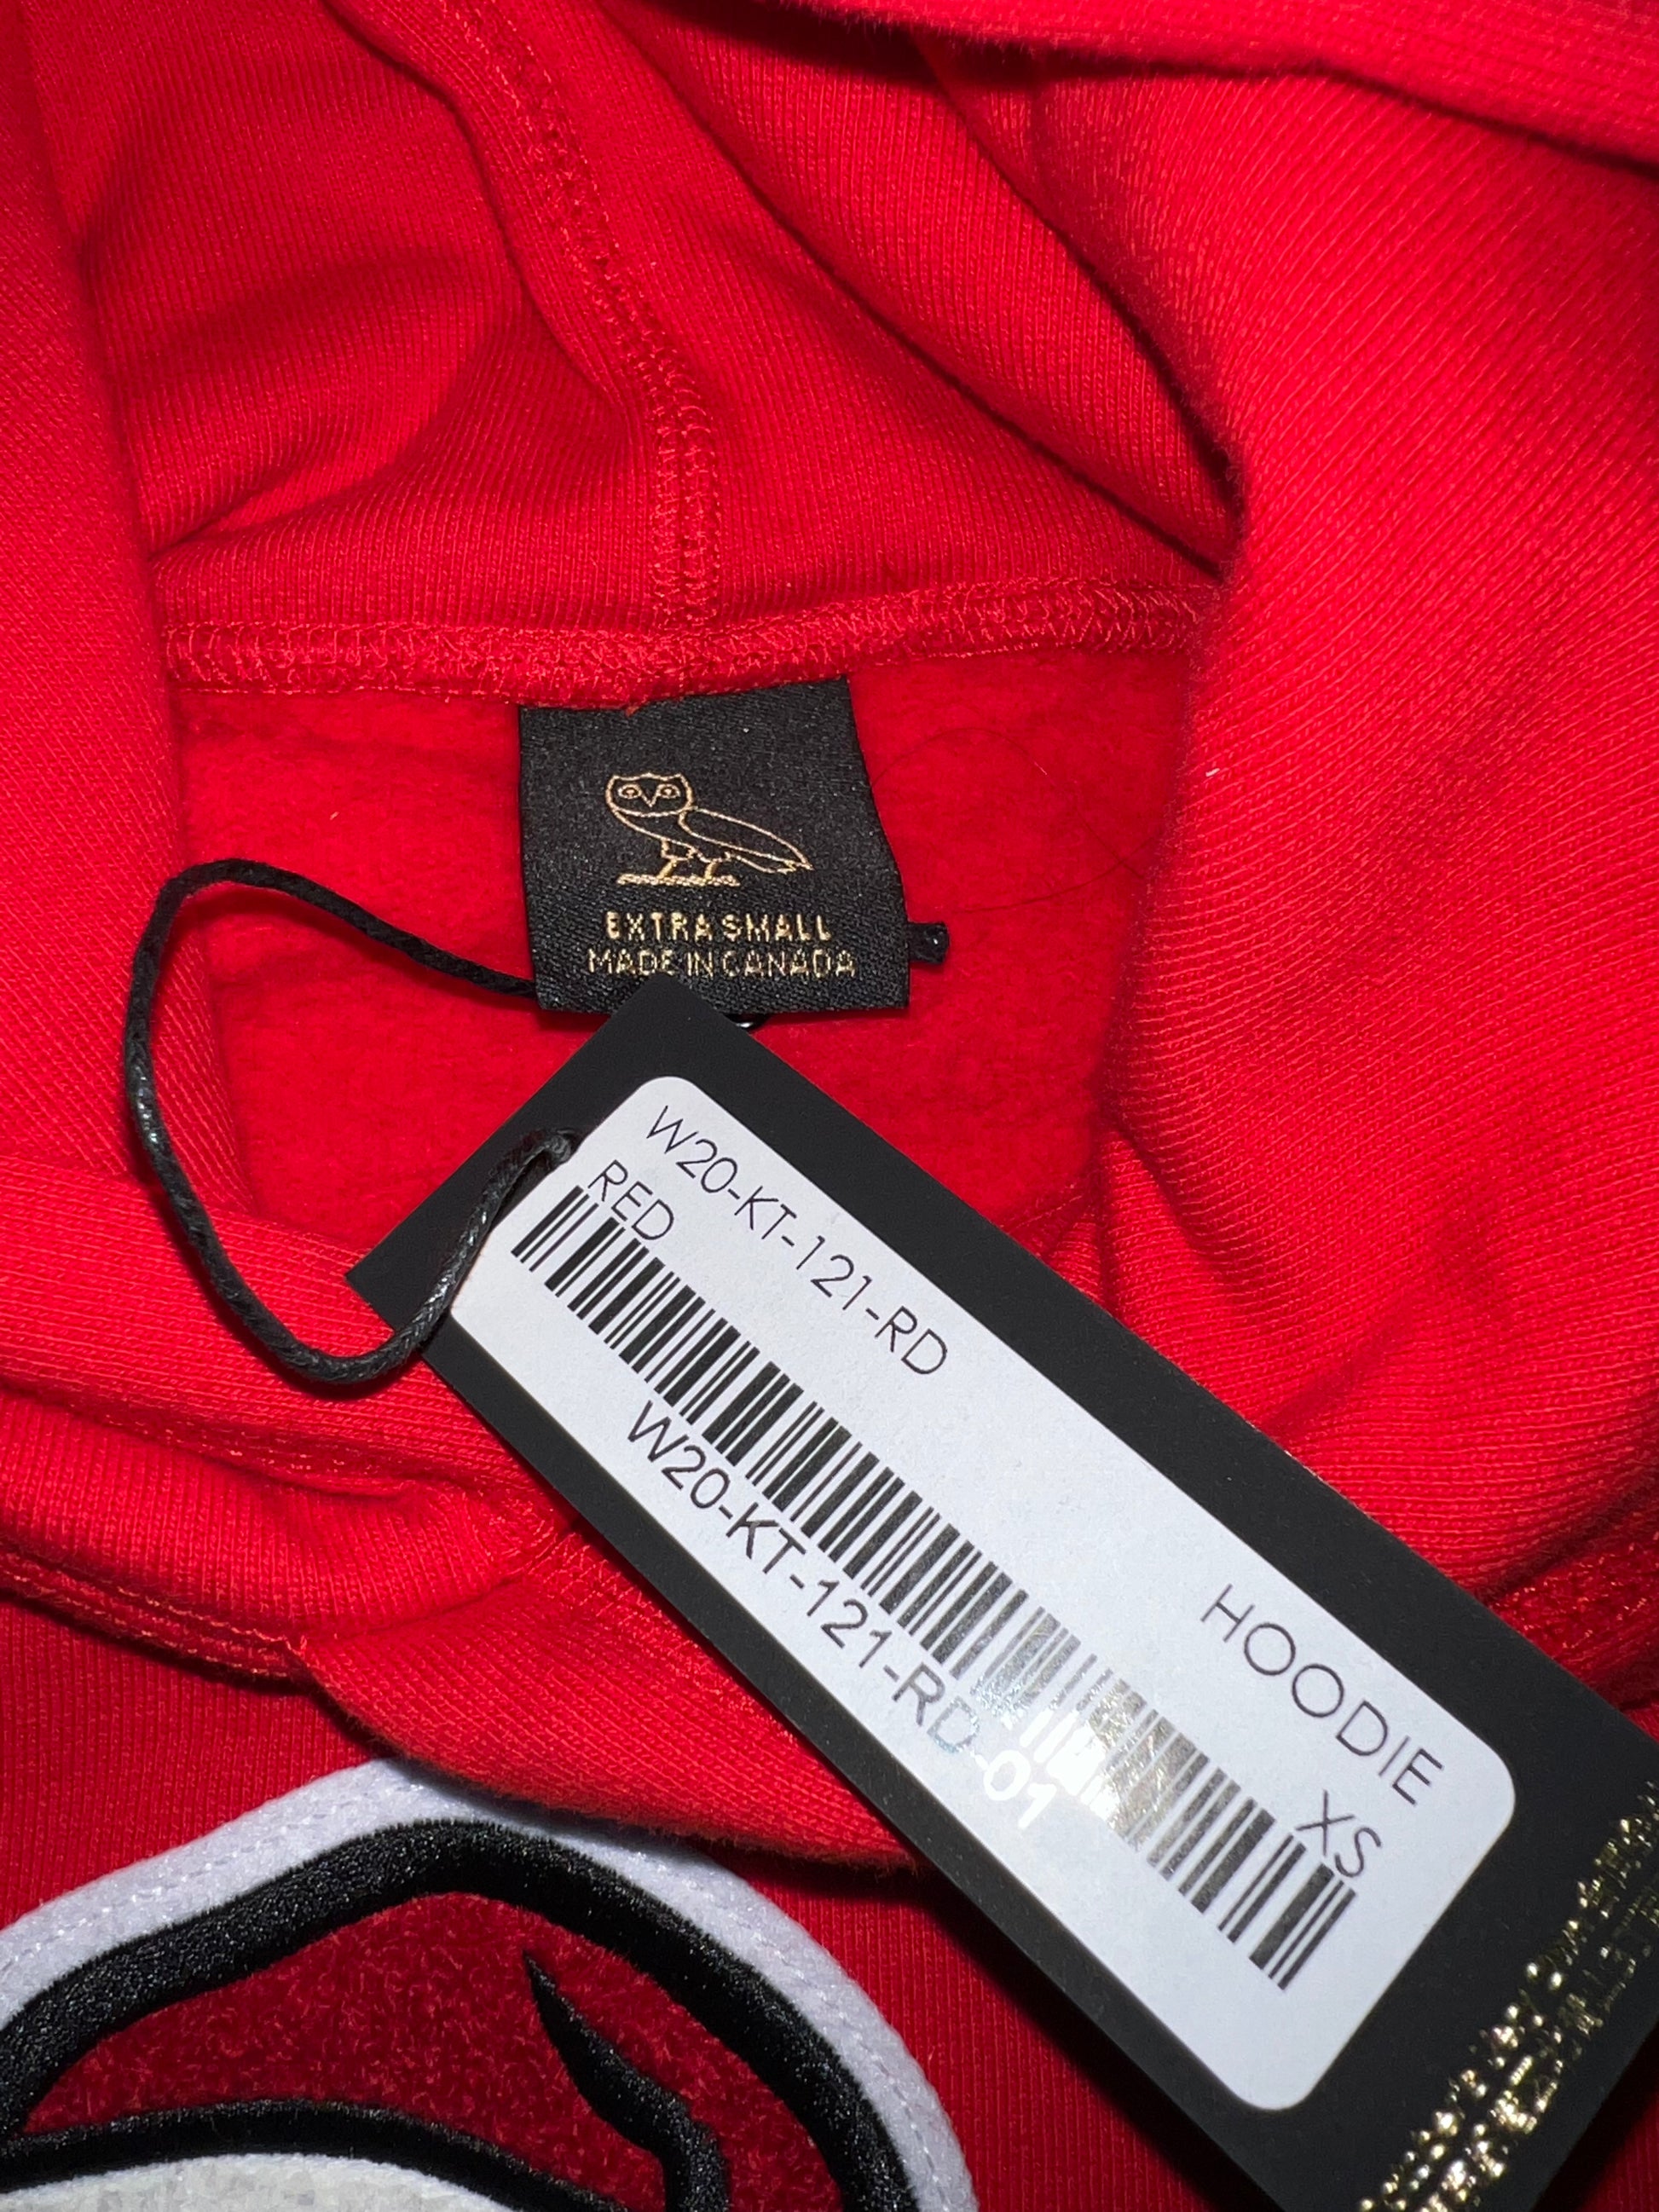 EXTRA SMALL
MADE IN CANADA
W20-KT-121-RD
HOODIE
RED
XS
W20-KT-121-RD-01